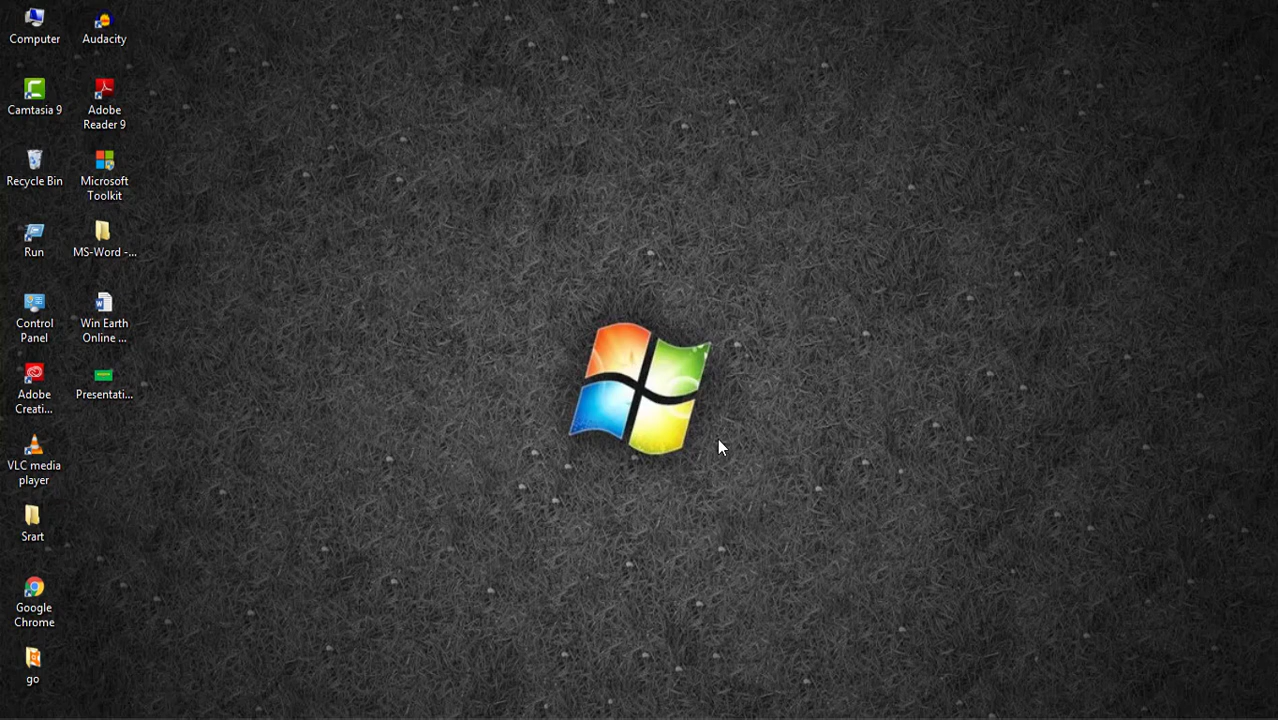 Computer
Audacity
Camtasia 9
Adobe
Reader 9
Recycle Bin
Microsoft
Toolkit
Run
MS-Word -...
Control
Panel
Win Earth
Online ...
Adobe
Creati...
Presentati...
VLC media
player
Srart
Google
Chrome
go